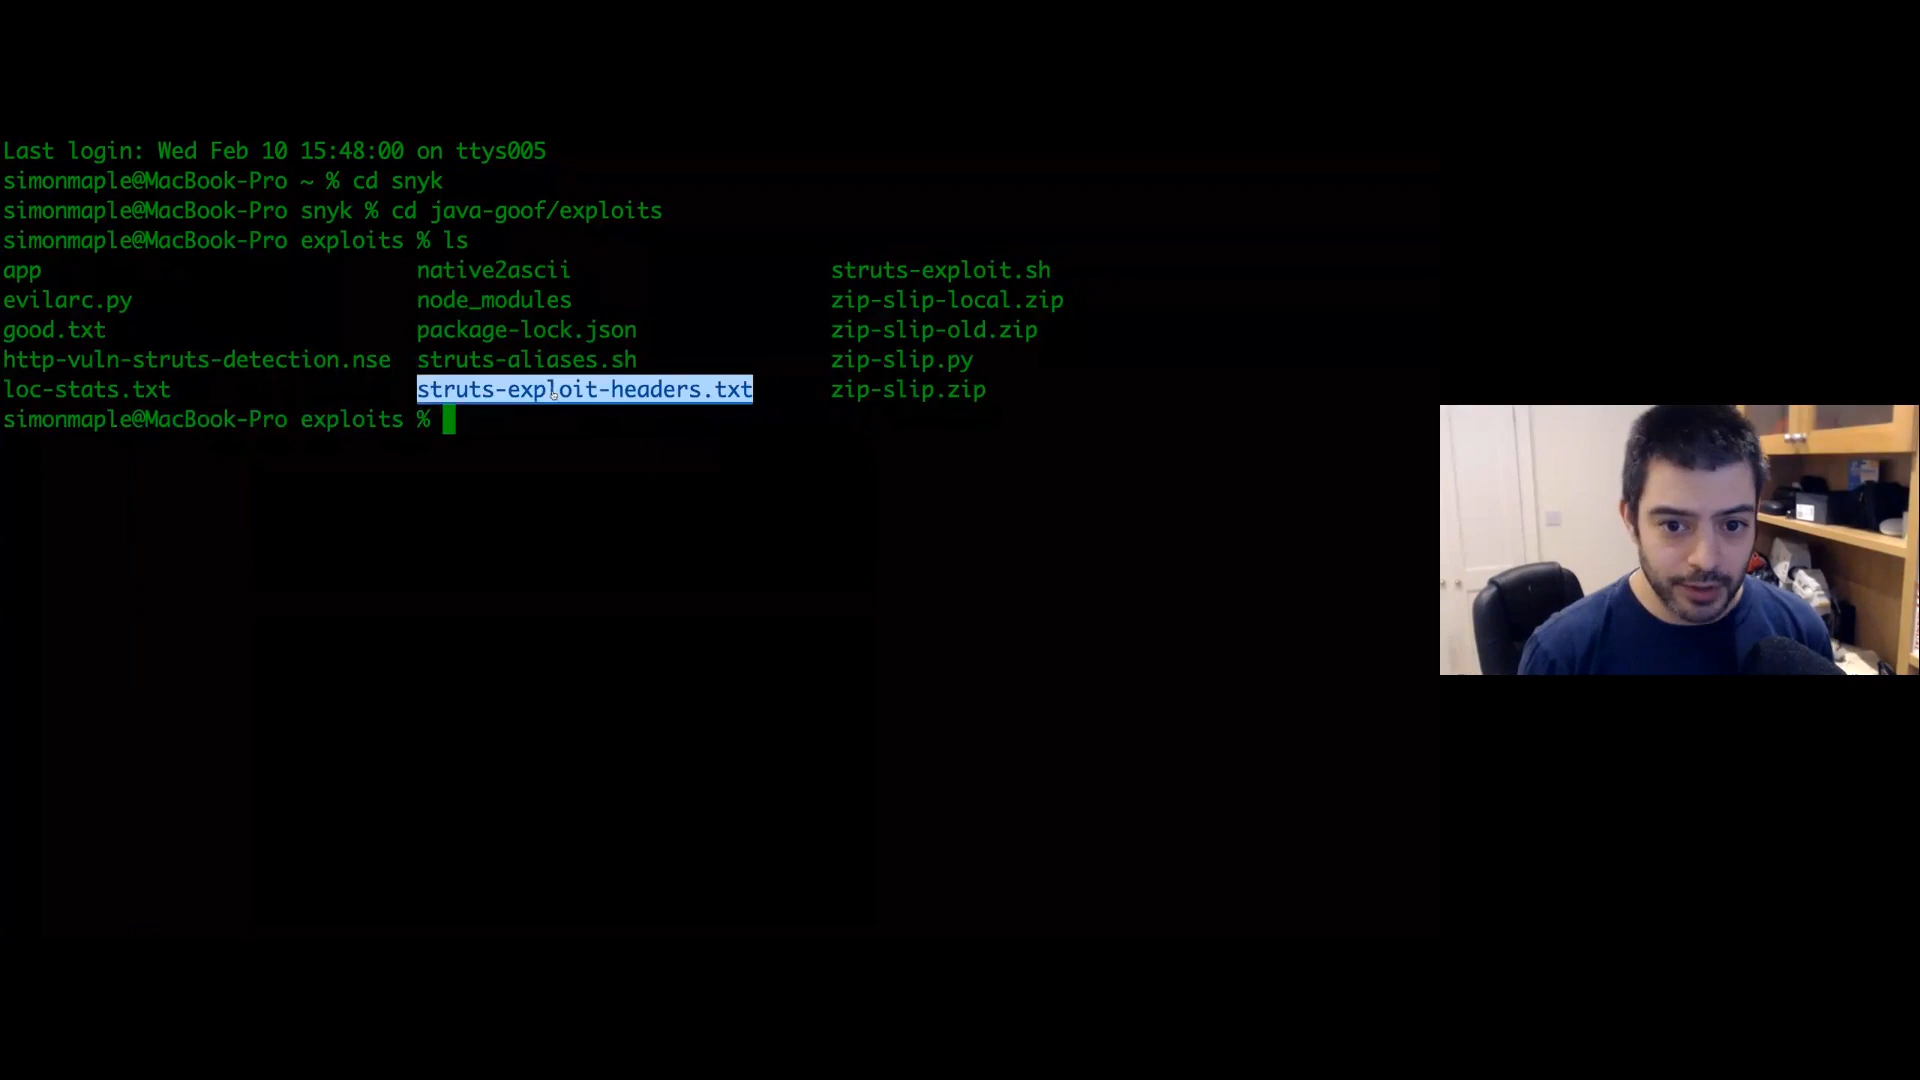 Last login: Wed Feb 10 15:48:00 on ttys005
simonmaple@MacBook-Pro ~ % cd snyk
simonmaple@MacBook-Pro snyk % cd java-goof/exploits
simonmaple@MacBook-Pro exploits % ls
app native2ascii struts-exploit.sh
evilarc.py node_modules zip-slip-local.zip
good.txt package-lock.json zip-slip-old.zip
http-vuln-struts-detection.nse struts-aliases.sh zip-slip.py
loc-stats.txt struts-exploit-headers.txt zip-slip.zip
simonmaple@MacBook-Pro exploits %